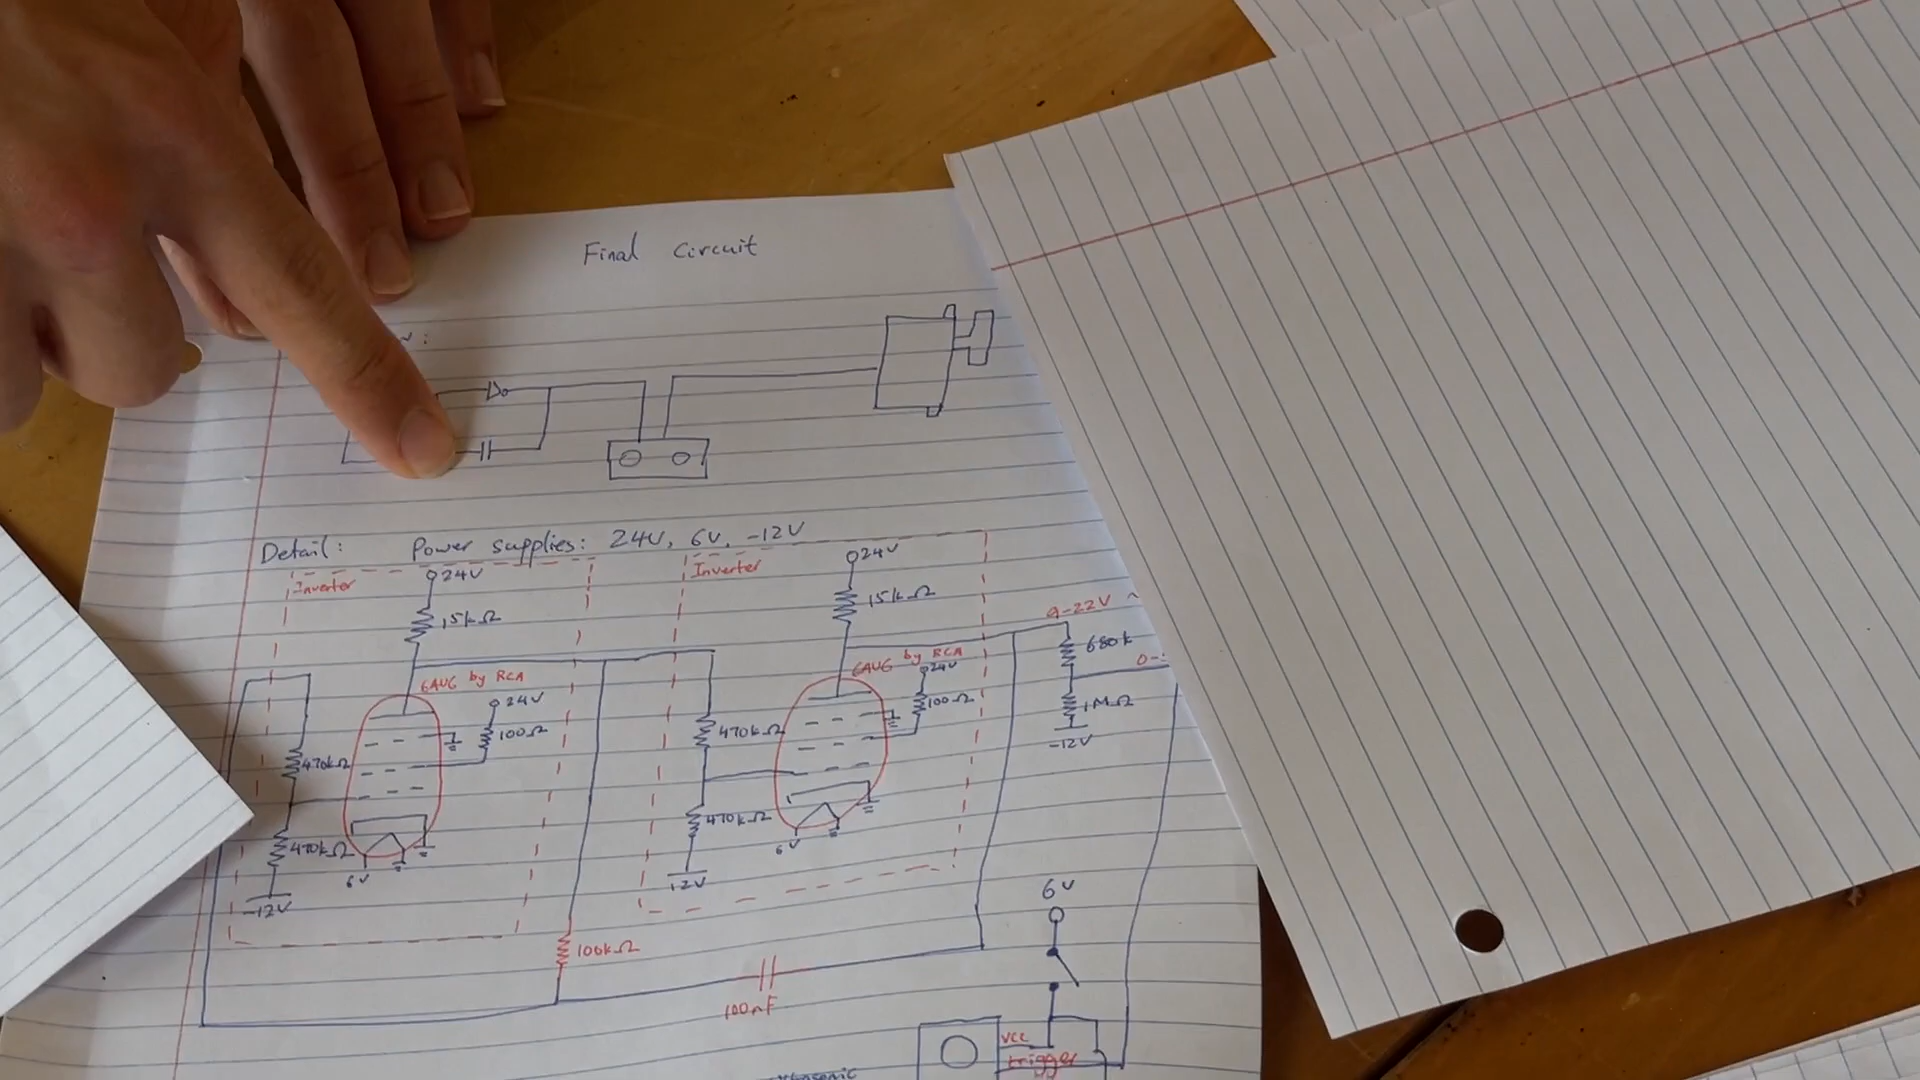 Final Circuit
Detail: Power supplies: 24V, 6V, -12V
Inverter
24V
15kΩ
6AU6 by RCA
24V
100Ω
470kΩ
470kΩ
-12V
6V
Inverter
24V
15kΩ
6AU6 by RCA
24V
100Ω
470kΩ
470kΩ
-12V
6V
9-22V
680k
1MΩ
-12V
100kΩ
100nF
6V
VCC
trigger